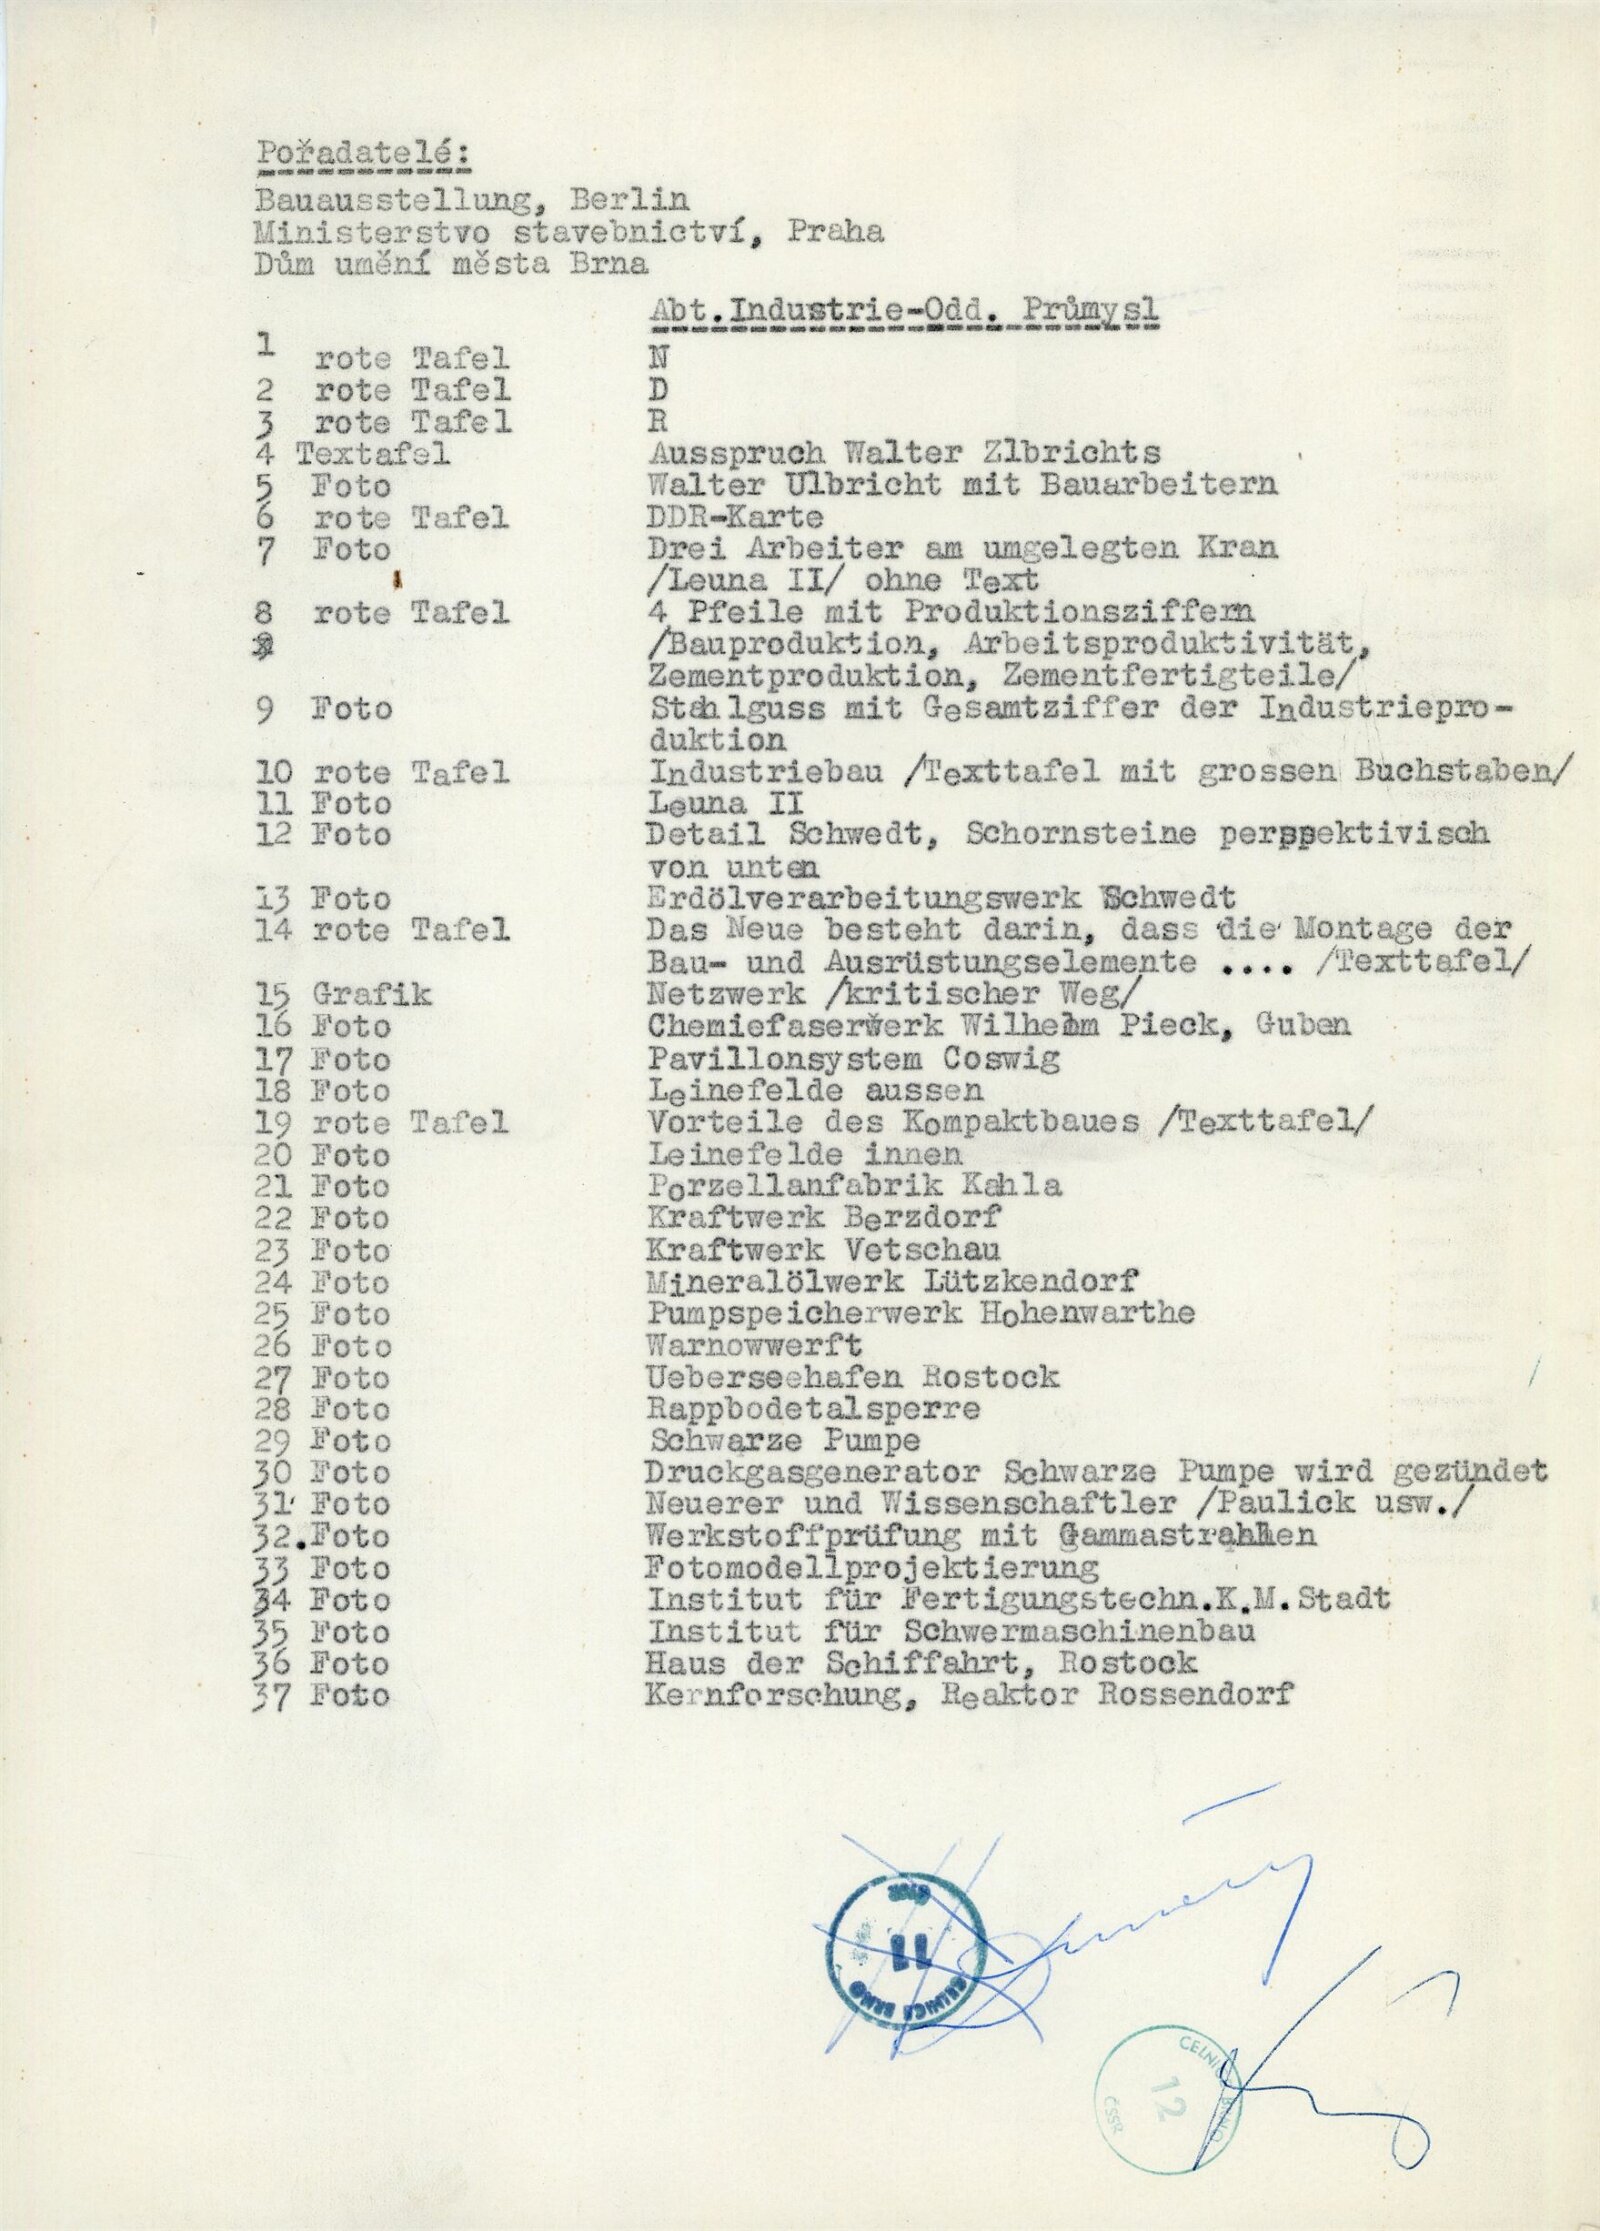 Pořadatelé:
Bauausstellung, Berlin
Ministerstvo stavebnictví, Praha
Dům umění města Brna
Abt.Industrie-Odd. Průmysl
1 rote Tafel N
2 rote Tafel D
3 rote Tafel R
4 Textafel Ausspruch Walter Zlbrichts
5 Foto Walter Ulbricht mit Bauarbeitern
6 rote Tafel DDR-Karte
7 Foto Drei Arbeiter am umgelegten Kran
/Leuna II/ ohne Text
8 rote Tafel 4 Pfeile mit Produktionsziffern
/Bauproduktion, Arbeitsproduktivität,
Zementproduktion, Zementfertigteile/
9 Foto Stahlguss mit Gesamtziffer der Industriepro-
duktion
10 rote Tafel Industriebau /Texttafel mit grossen Buchstaben/
11 Foto Leuna II
12 Foto Detail Schwedt, Schornsteine perspektivisch
von unten
13 Foto Erdölverarbeitungswerk Schwedt
14 rote Tafel Das Neue besteht darin, dass die Montage der
Bau- und Ausrüstungselemente .... /Texttafel/
15 Grafik Netzwerk /kritischer Weg/
16 Foto Chemiefaserwerk Wilhelm Pieck, Guben
17 Foto Pavillonsystem Coswig
18 Foto Leinefelde aussen
19 rote Tafel Vorteile des Kompaktbaues /Texttafel/
20 Foto Leinefelde innen
21 Foto Porzellanfabrik Kahla
22 Foto Kraftwerk Berzdorf
23 Foto Kraftwerk Vetschau
24 Foto Mineralölwerk Lützkendorf
25 Foto Pumpspeicherwerk Hohenwarthe
26 Foto Warnowwerft
27 Foto Ueberseehafen Rostock
28 Foto Rappbodetalsperre
29 Foto Schwarze Pumpe
30 Foto Druckgasgenerator Schwarze Pumpe wird gezündet
31 Foto Neuerer und Wissenschaftler /Paulick usw./
32.Foto Werkstoffprüfung mit Gammastrahlen
33 Foto Fotomodellprojektierung
34 Foto Institut für Fertigungstechn.K.M.Stadt
35 Foto Institut für Schwermaschinenbau
36 Foto Haus der Schiffahrt, Rostock
37 Foto Kernforschung, Reaktor Rossendorf
11
CELNICE BRNO
CELNICE BRNO
12
ČSSR